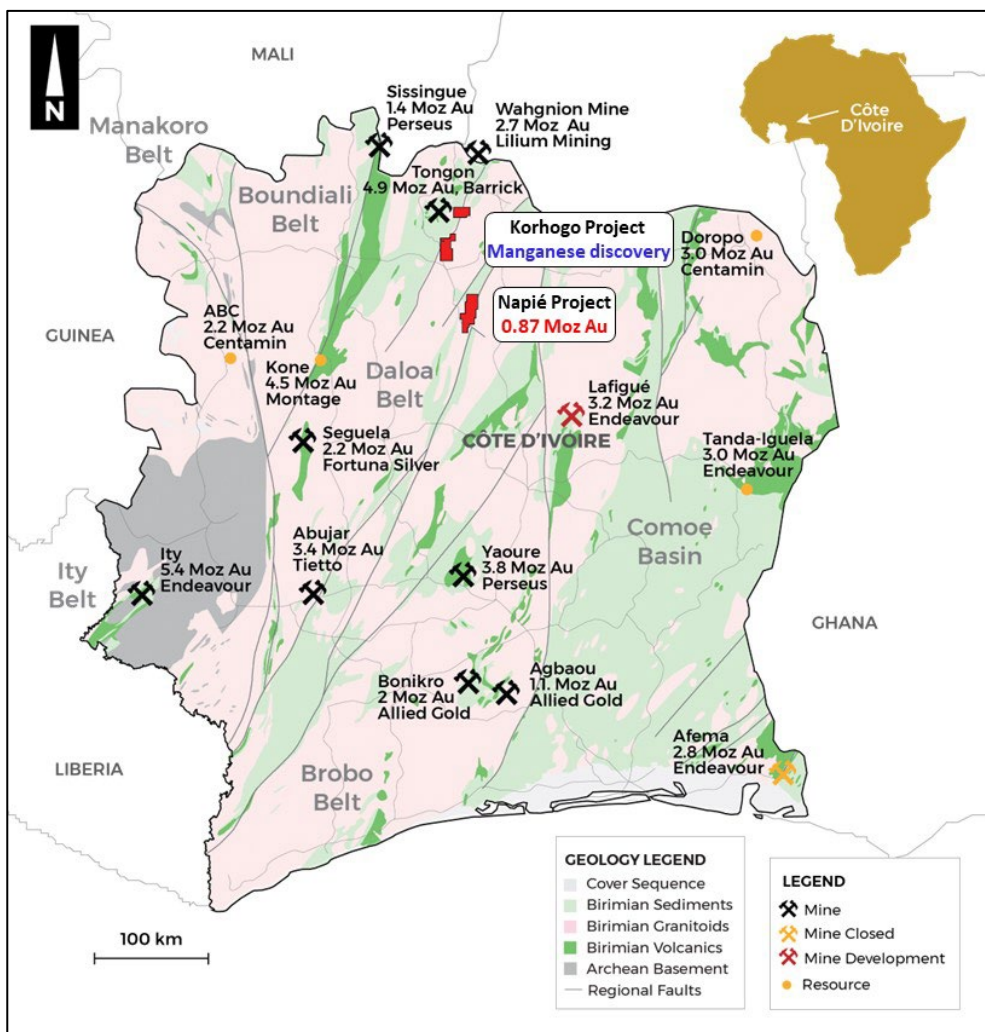 N
MALI
Manakoro
Belt
Sissingue
1.4 Moz Au
Perseus
Wahgnion Mine
2.7 Moz Au
Lilium Mining
Côte
D'Ivoire
Tongon
4.9 Moz Au, Barrick
Boundiali
Belt
Korhogo Project
Manganese discovery
Doropo
3.0 Moz Au
Centamin
Napié Project
0.87 Moz Au
GUINEA
ABC
2.2 Moz Au
Centamin
Kone
4.5 Moz Au
Montage
Daloa
Belt
Lafigué
3.2 Moz Au
Endeavour
CÔTE D'IVOIRE
Seguela
2.2 Moz Au
Fortuna Silver
Tanda-Iguela
3.0 Moz Au
Endeavour
Comoe
Basin
Abujar
3.4 Moz Au
Tietto
Yaoure
3.8 Moz Au
Perseus
Ity
5.4 Moz Au
Endeavour
Ity
Belt
GHANA
Bonikro
2 Moz Au
Allied Gold
Agbaou
1.1. Moz Au
Allied Gold
Afema
2.8 Moz Au
Endeavour
LIBERIA
Brobo
Belt
100 km
GEOLOGY LEGEND
Cover Sequence
Birimian Sediments
Birimian Granitoids
Birimian Volcanics
Archean Basement
Regional Faults
LEGEND
Mine
Mine Closed
Mine Development
Resource